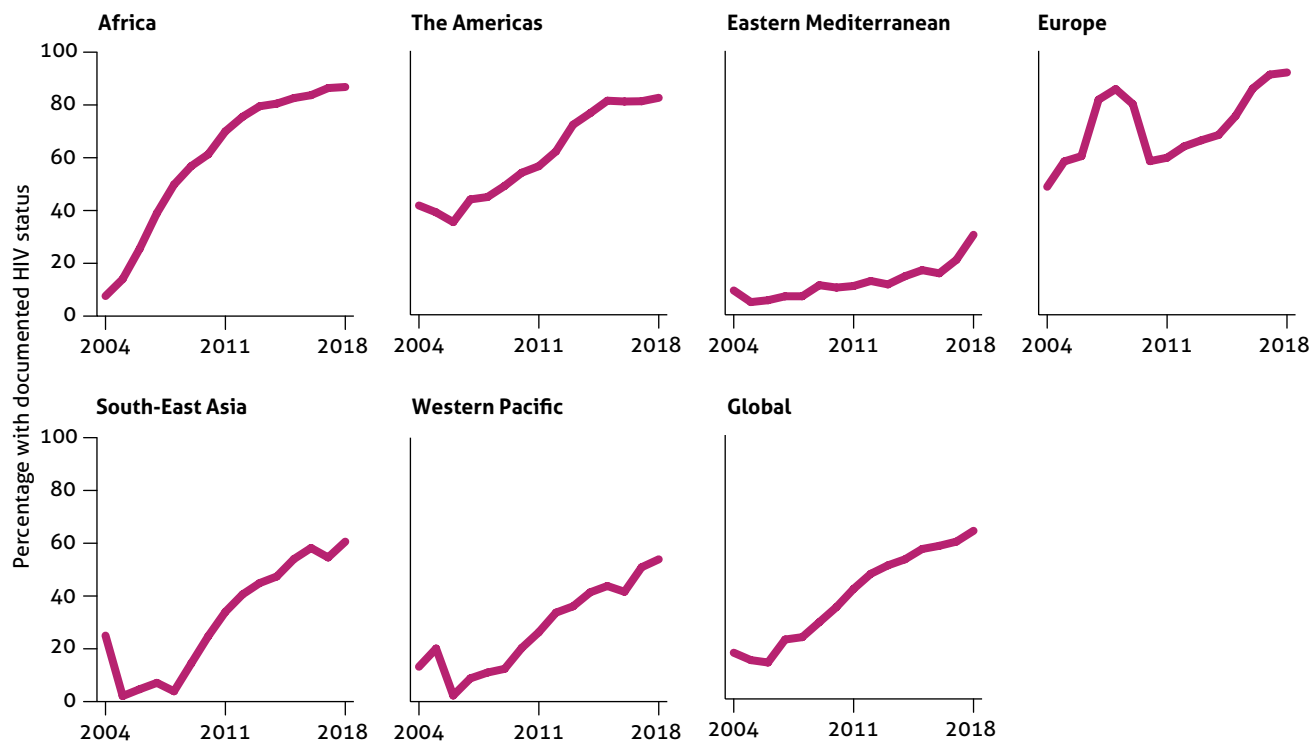 Africa
The Americas
Eastern Mediterranean
Europe
Percentage with documented HIV status
100
80
60
40
20
0
2004 2011 2018
2004 2011 2018
2004 2011 2018
2004 2011 2018
South-East Asia
Western Pacific
Global
100
80
60
40
20
0
2004 2011 2018
2004 2011 2018
2004 2011 2018